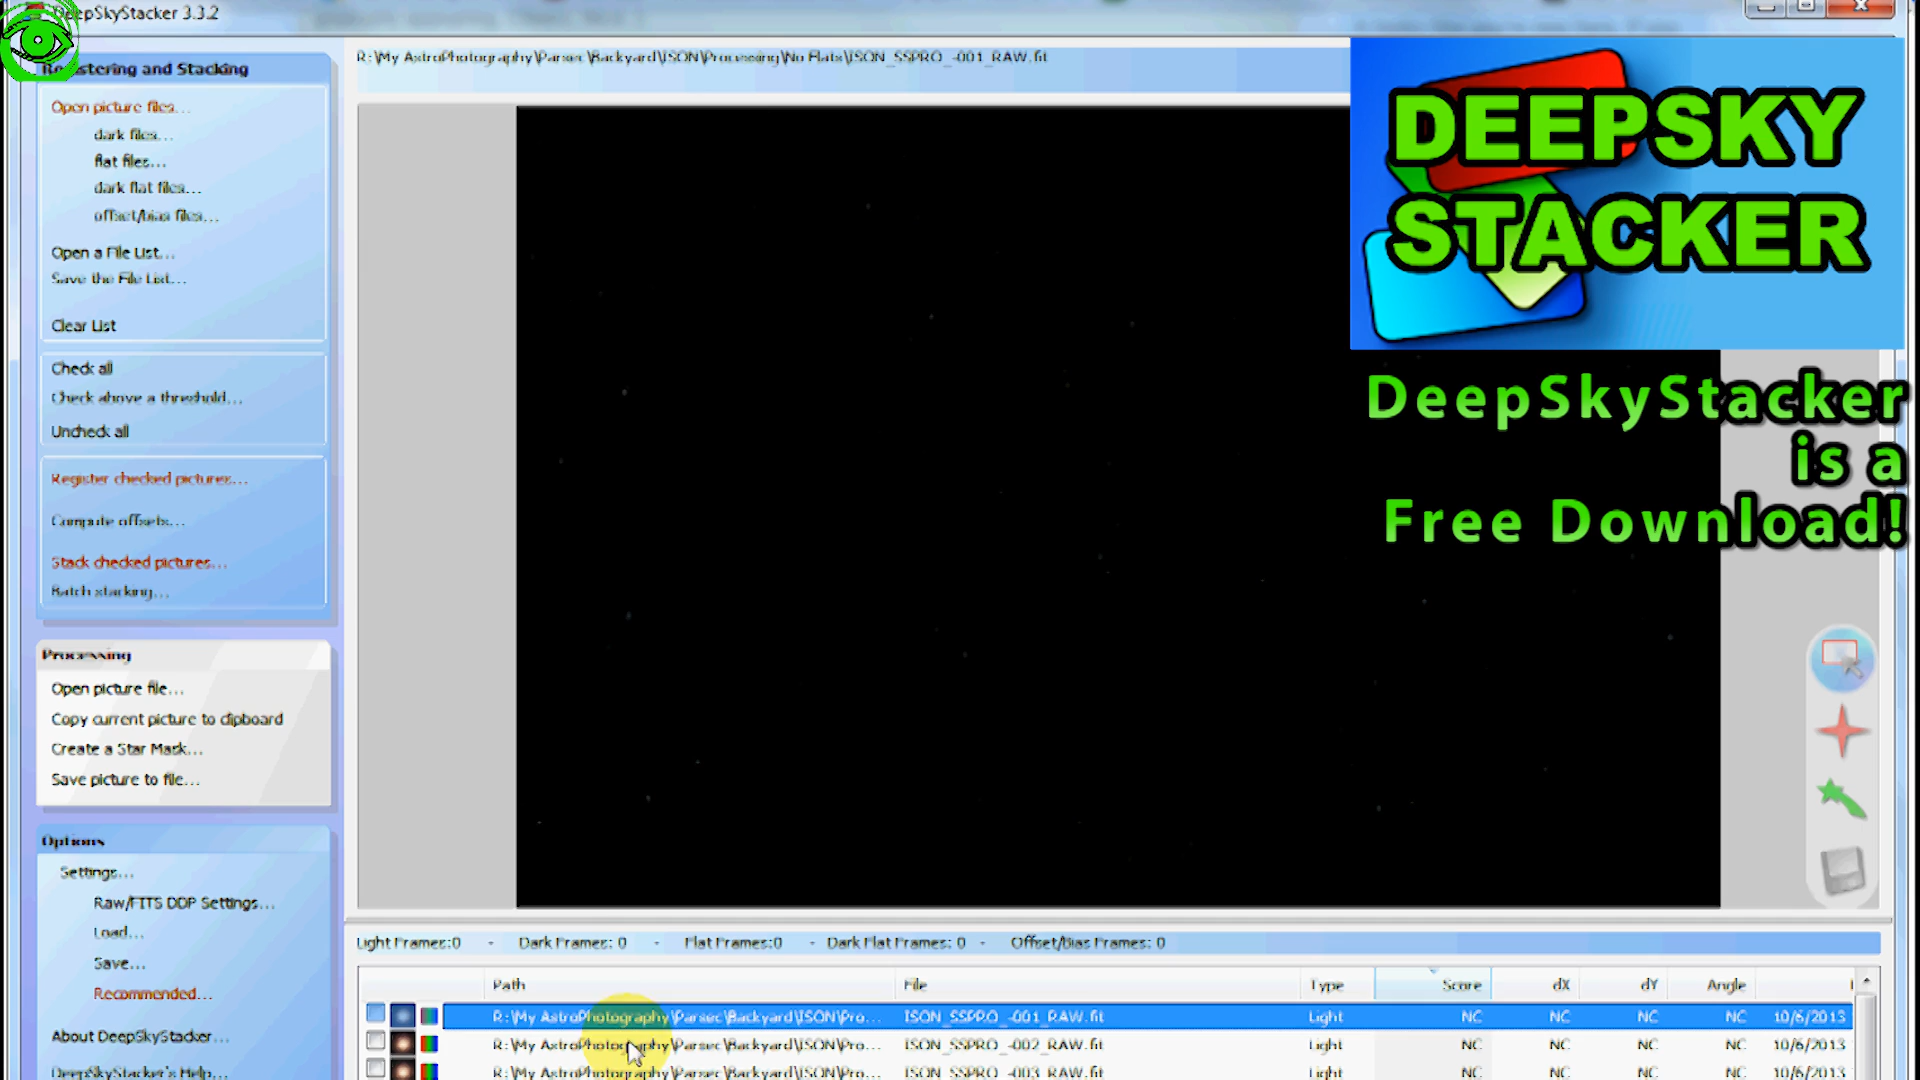 DeepSkyStacker 3.3.2
Registering and Stacking
Open picture files...
dark files...
flat files...
dark flat files...
offset/bias files...
Open a File List...
Save the File List...
Clear List
Check all
Check above a threshold...
Uncheck all
Register checked pictures...
Compute offsets...
Stack checked pictures...
Batch stacking...
Processing
Open picture file...
Copy current picture to clipboard
Create a Star Mask...
Save picture to file...
Options
Settings...
Raw/FITS DDP Settings...
Load...
Save...
Recommended...
About DeepSkyStacker...
DeepSkyStacker's Help...
R:\My AstroPhotography\Parsec\Backyard\ISON\Processing\No Flats\ISON_SSPRO_-001_RAW.fit
DEEPSKY
STACKER
DeepSkyStacker
is a
Free Download!
Light Frames:0 - Dark Frames: 0 - Flat Frames:0 - Dark Flat Frames: 0 - Offset/Bias Frames: 0
Path File Type Score dX dY Angle
R:\My AstroPhotography\Parsec\Backyard\ISON\Pro... ISON_SSPRO_-001_RAW.fit Light NC NC NC NC 10/6/2013
R:\My AstroPhotography\Parsec\Backyard\ISON\Pro... ISON_SSPRO_-002_RAW.fit Light NC NC NC NC 10/6/2013
R:\My AstroPhotography\Parsec\Backyard\ISON\Pro... ISON_SSPRO_-003_RAW.fit Light NC NC NC NC 10/6/2013